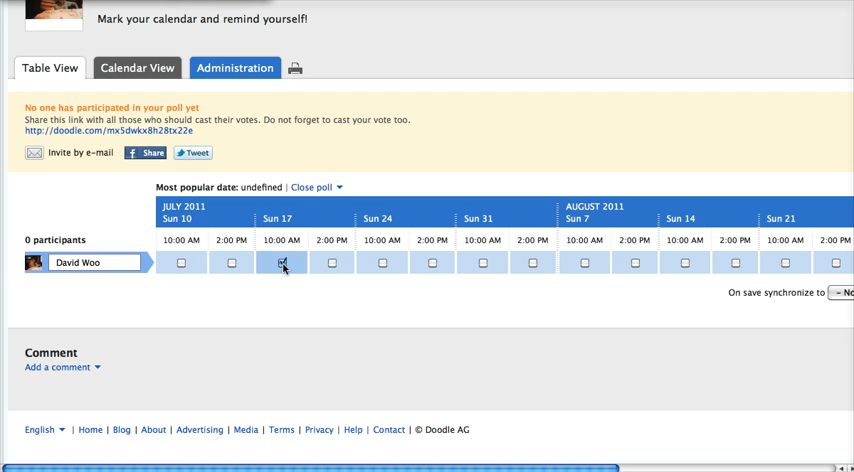 Mark your calendar and remind yourself!
Table View Calendar View Administration
No one has participated in your poll yet
Share this link with all those who should cast their votes. Do not forget to cast your vote too.
http://doodle.com/mx5dwkx8h28tx22e
Invite by e-mail Share Tweet
Most popular date: undefined | Close poll
JULY 2011 AUGUST 2011
Sun 10 Sun 17 Sun 24 Sun 31 Sun 7 Sun 14 Sun 21
0 participants 10:00 AM 2:00 PM 10:00 AM 2:00 PM 10:00 AM 2:00 PM 10:00 AM 2:00 PM 10:00 AM 2:00 PM 10:00 AM 2:00 PM 10:00 AM 2:00 PM
David Woo
On save synchronize to
Comment
Add a comment
English | Home | Blog | About | Advertising | Media | Terms | Privacy | Help | Contact | © Doodle AG